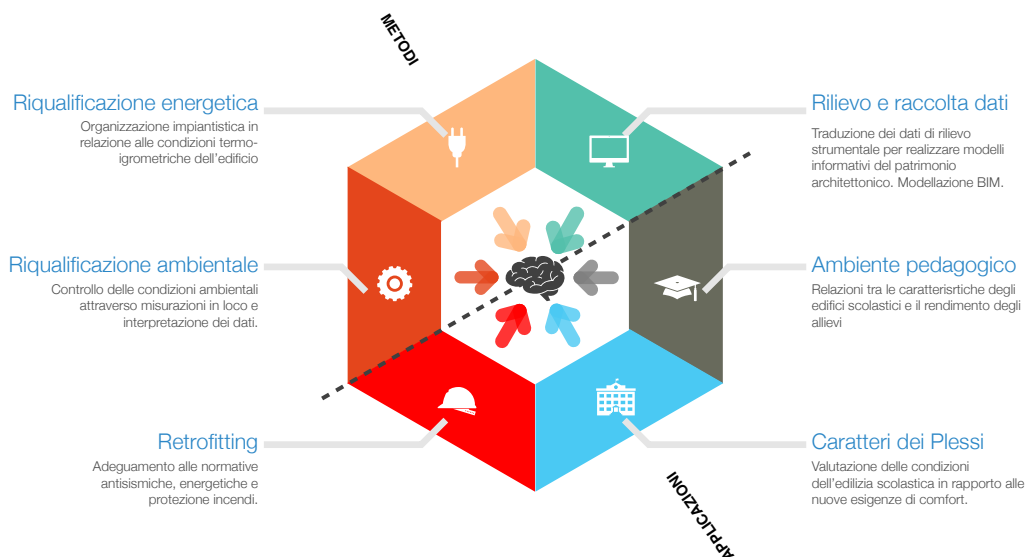 METODI
Riqualificazione energetica
Organizzazione impiantistica in
relazione alle condizioni termo-
igrometriche dell'edificio
Rilievo e raccolta dati
Traduzione dei dati di rilievo
strumentale per realizzare modelli
informativi del patrimonio
architettonico. Modellazione BIM.
Riqualificazione ambientale
Controllo delle condizioni ambientali
attraverso misurazioni in loco e
interpretazione dei dati.
Ambiente pedagogico
Relazioni tra le caratterisrtiche degli
edifici scolastici e il rendimento degli
allievi
Retrofitting
Adeguamento alle normative
antisismiche, energetiche e
protezione incendi.
Caratteri dei Plessi
Valutazione delle condizioni
dell'edilizia scolastica in rapporto alle
nuove esigenze di comfort.
APPLICAZIONI